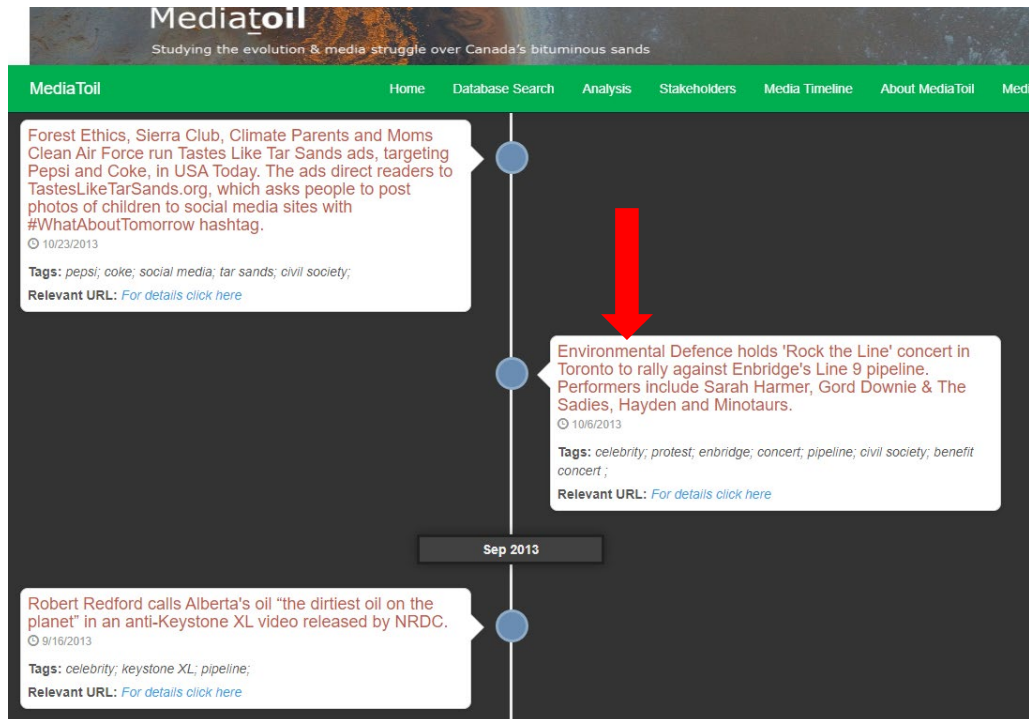 Mediatoil
Studying the evolution & media struggle over Canada's bituminous sands
MediaToil Home Database Search Analysis Stakeholders Media Timeline About MediaToil Medi
Forest Ethics, Sierra Club, Climate Parents and Moms
Clean Air Force run Tastes Like Tar Sands ads, targeting
Pepsi and Coke, in USA Today. The ads direct readers to
TastesLikeTarSands.org, which asks people to post
photos of children to social media sites with
#WhatAboutTomorrow hashtag.
10/23/2013
Tags: pepsi; coke; social media; tar sands; civil society;
Relevant URL: For details click here
Environmental Defence holds 'Rock the Line' concert in
Toronto to rally against Enbridge's Line 9 pipeline.
Performers include Sarah Harmer, Gord Downie & The
Sadies, Hayden and Minotaurs.
10/6/2013
Tags: celebrity; protest; enbridge; concert; pipeline; civil society; benefit
concert ;
Relevant URL: For details click here
Sep 2013
Robert Redford calls Alberta's oil “the dirtiest oil on the
planet” in an anti-Keystone XL video released by NRDC.
9/16/2013
Tags: celebrity; keystone XL; pipeline;
Relevant URL: For details click here